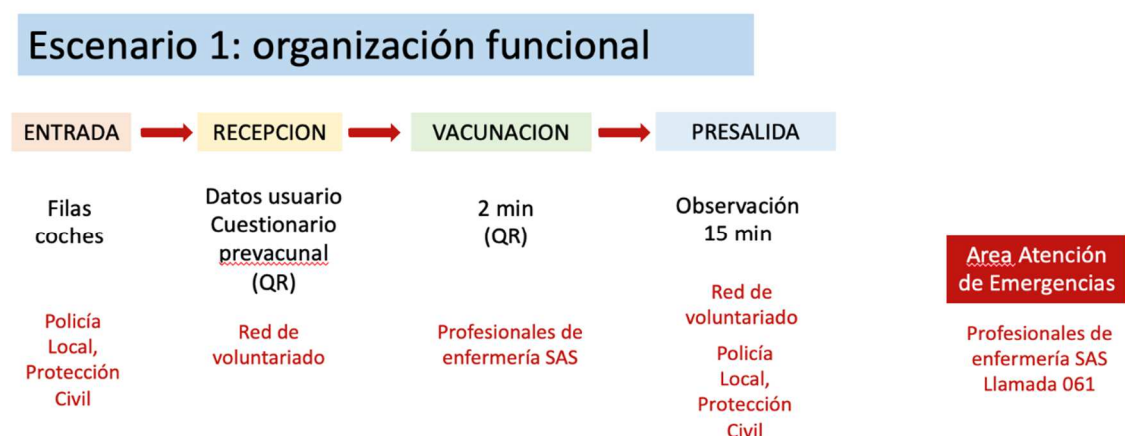 Escenario 1: organización funcional
ENTRADA
RECEPCION
VACUNACION
PRESALIDA
Filas
coches
Datos usuario
Cuestionario
prevacunal
(QR)
2 min
(QR)
Observación
15 min
Area Atención
de Emergencias
Policía
Local,
Protección
Civil
Red de
voluntariado
Profesionales de
enfermería SAS
Red de
voluntariado
Policía
Local,
Protección
Civil
Profesionales de
enfermería SAS
Llamada 061